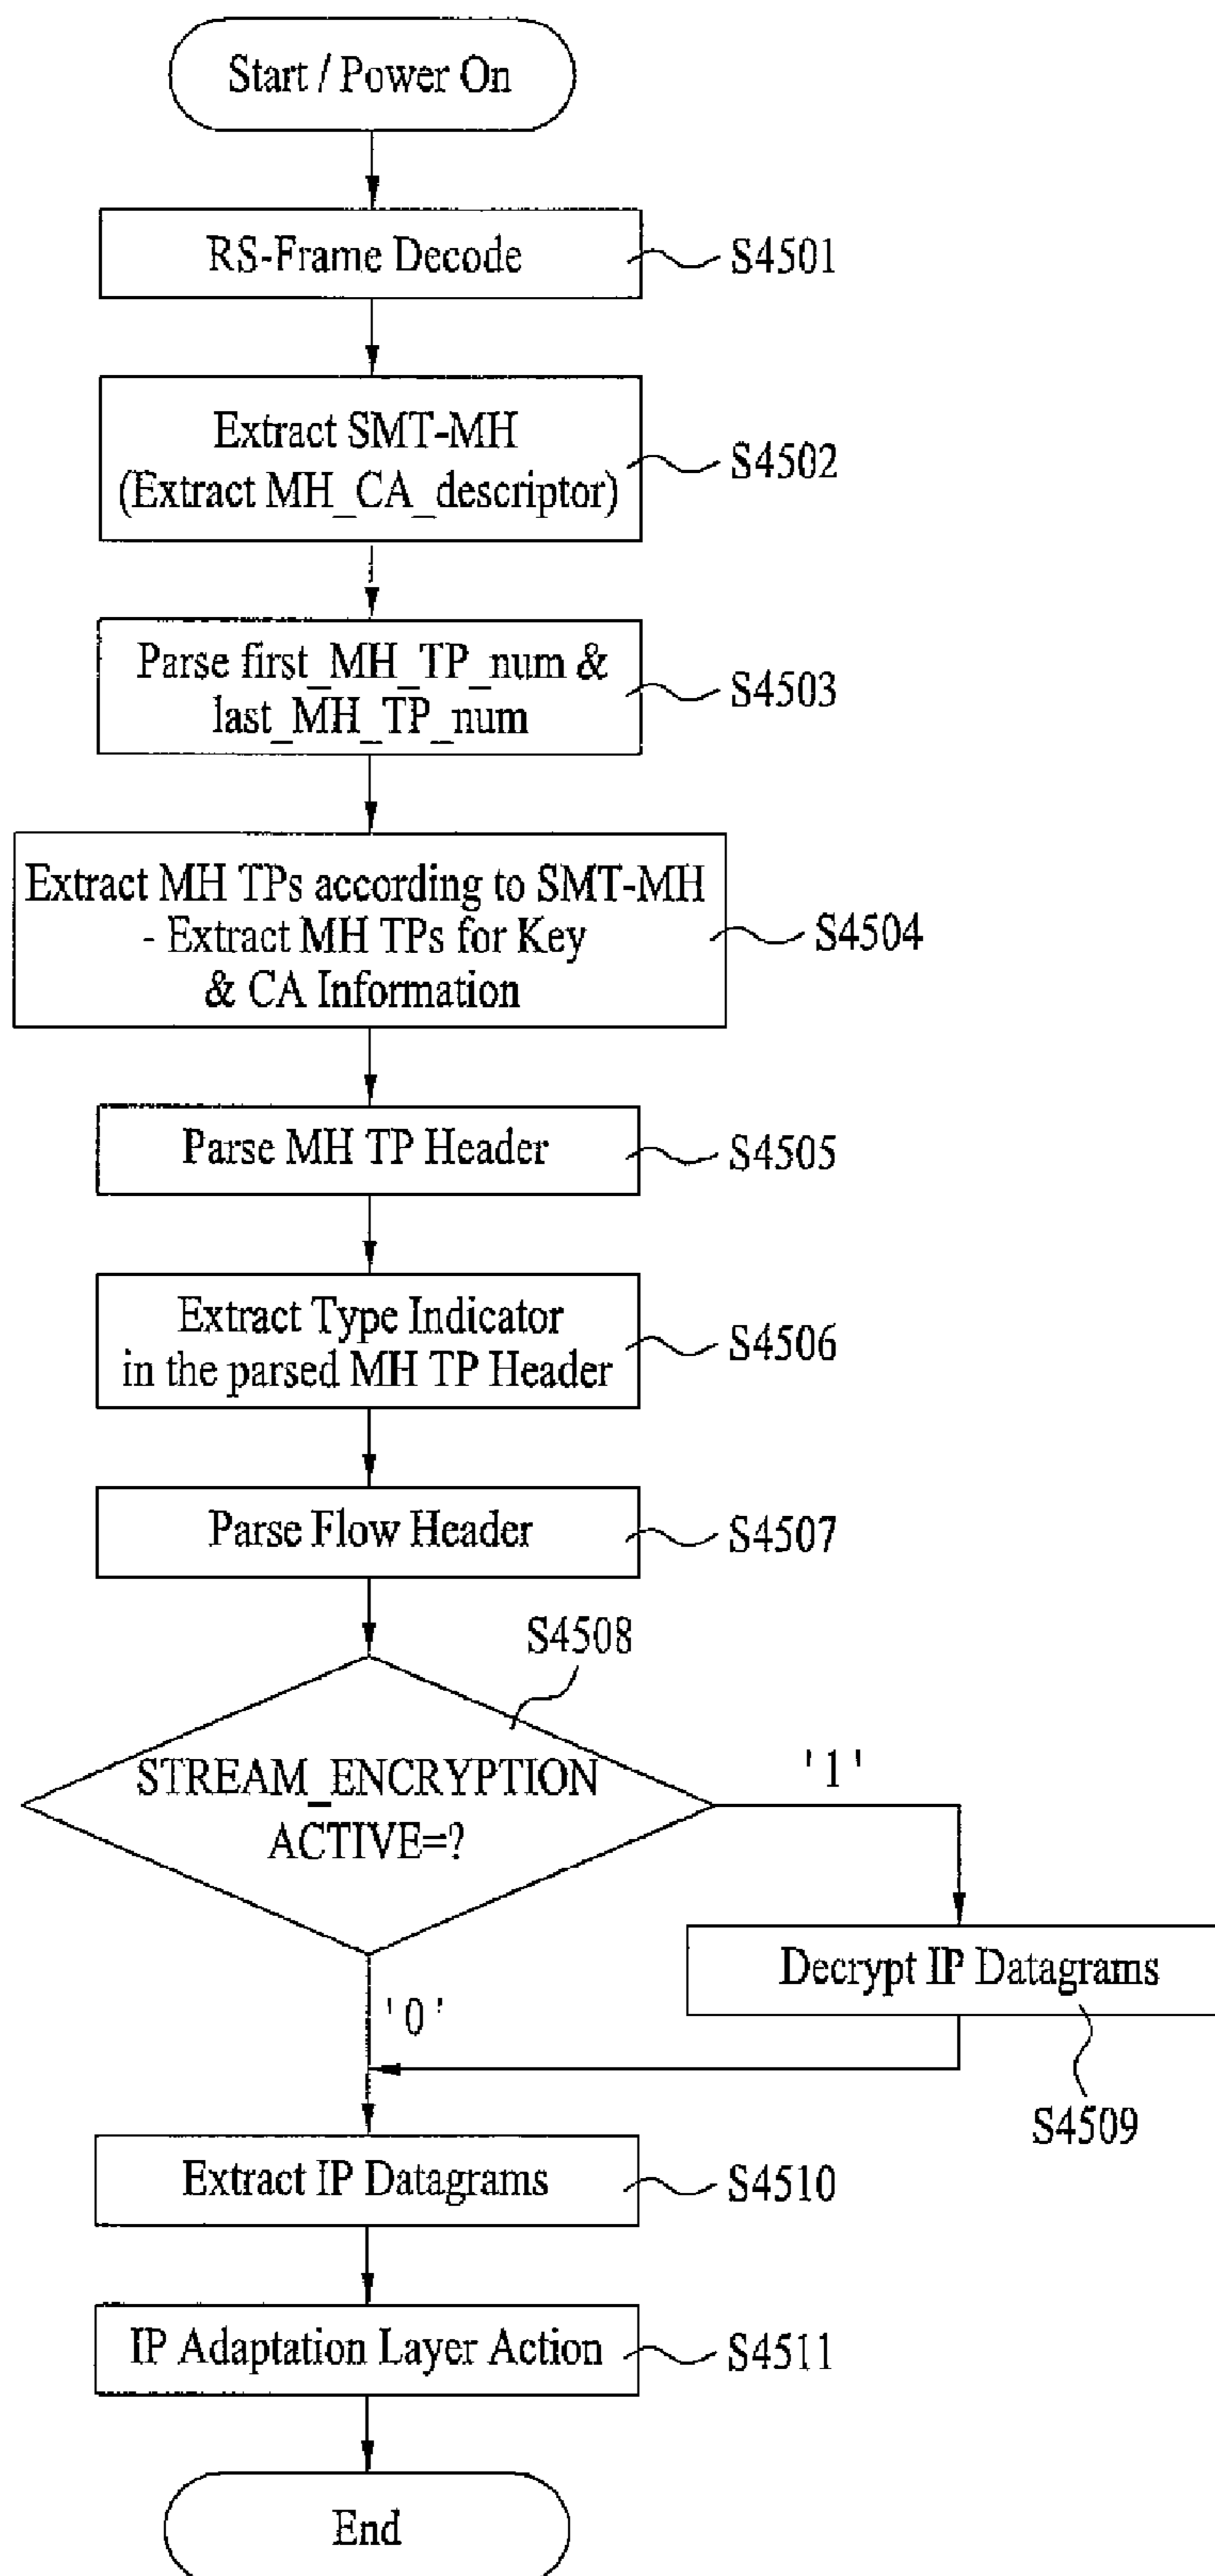 Start / Power On
RS-Frame Decode
S4501
Extract SMT-MH
(Extract MH_CA_descriptor)
S4502
Parse first_MH_TP_num &
last_MH_TP_num
S4503
Extract MH TPs according to SMT-MH
- Extract MH TPs for Key
& CA Information
S4504
Parse MH TP Header
S4505
Extract Type Indicator
in the parsed MH TP Header
S4506
Parse Flow Header
S4507
S4508
STREAM_ENCRYPTION
ACTIVE=?
'1'
Decrypt IP Datagrams
'0'
S4509
Extract IP Datagrams
S4510
IP Adaptation Layer Action
S4511
End